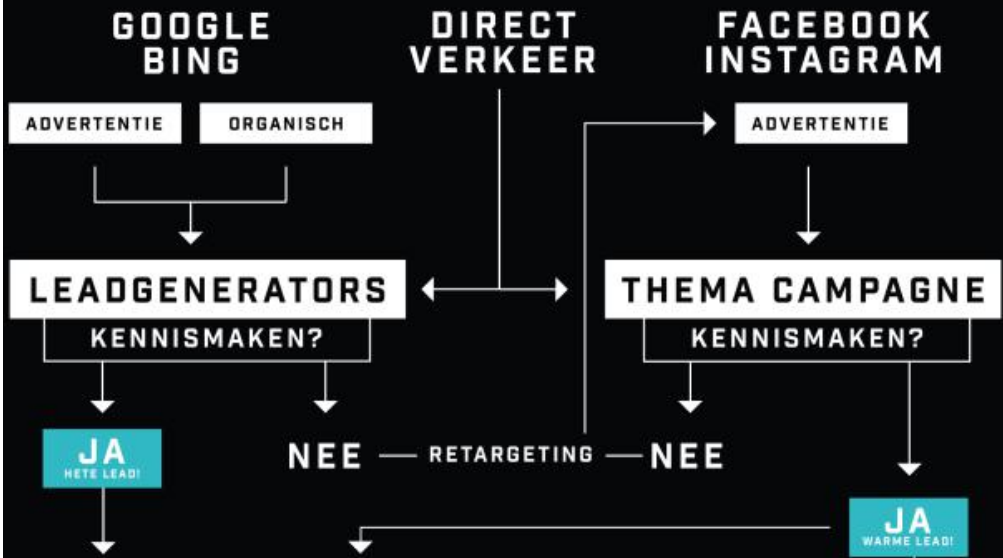 GOOGLE
BING
DIRECT
VERKEER
FACEBOOK
INSTAGRAM
ADVERTENTIE
ORGANISCH
ADVERTENTIE
LEADGENERATORS
THEMA CAMPAGNE
KENNISMAKEN?
KENNISMAKEN?
JA
HETE LEAD!
NEE
RETARGETING
NEE
JA
WARME LEAD!